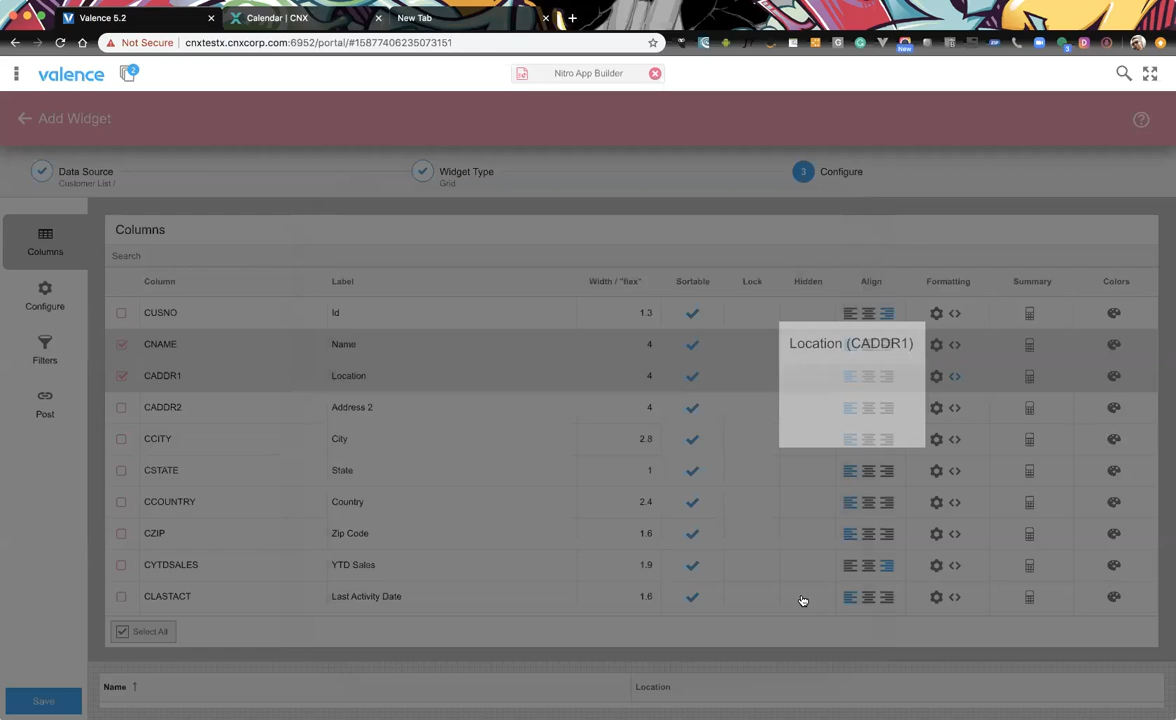 Valence 5.2
Calendar | CNX
New Tab
Not Secure
cnxtestx.cnxcorp.com:6952/portal/#15877406235073151
New
3
valence
2
Nitro App Builder
Add Widget
Data Source
Customer List /
Widget Type
Grid
3
Configure
Columns
Configure
Filters
Post
Save
Columns
Search
Column Label Width / "flex" Sortable Lock Hidden Align Formatting Summary Colors
CUSNO Id 1.3
CNAME Name 4
CADDR1 Location 4
Location (CADDR1)
CADDR2 Address 2 4
CCITY City 2.8
CSTATE State 1
CCOUNTRY Country 2.4
CZIP Zip Code 1.6
CYTDSALES YTD Sales 1.9
CLASTACT Last Activity Date 1.6
Select All
Name ↑ Location